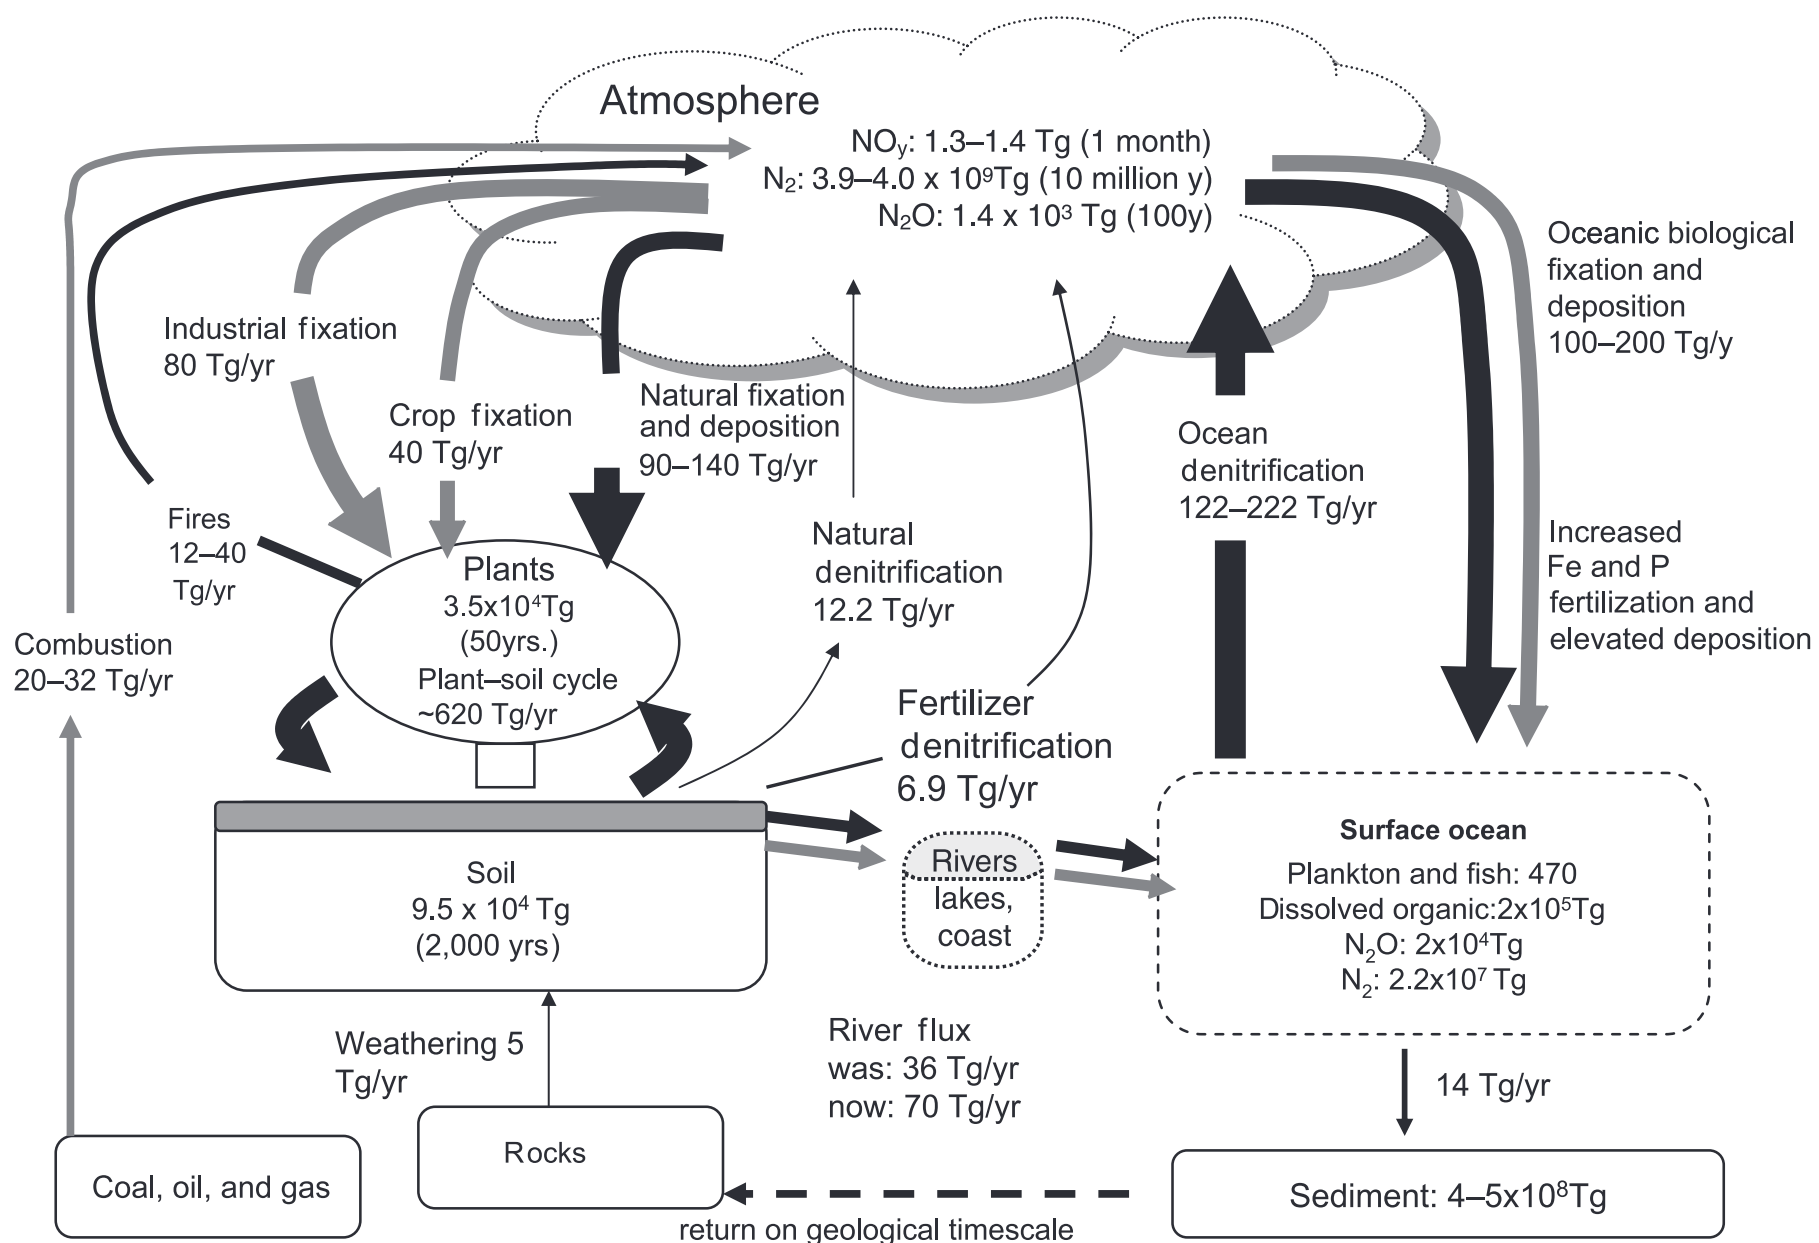 Atmosphere
NOy: 1.3–1.4 Tg (1 month)
N₂: 3.9–4.0 x 10⁹Tg (10 million y)
N₂O: 1.4 x 10³ Tg (100y)
Oceanic biological
fixation and
deposition
100–200 Tg/y
Industrial fixation
80 Tg/yr
Crop fixation
40 Tg/yr
Natural fixation
and deposition
90–140 Tg/yr
Ocean
denitrification
122–222 Tg/yr
Fires
12–40
Tg/yr
Natural
denitrification
12.2 Tg/yr
Increased
Fe and P
fertilization and
elevated deposition
Plants
3.5x10⁴Tg
(50yrs.)
Plant–soil cycle
~620 Tg/yr
Combustion
20–32 Tg/yr
Fertilizer
denitrification
6.9 Tg/yr
Soil
9.5 x 10⁴ Tg
(2,000 yrs)
Rivers
lakes,
coast
Surface ocean
Plankton and fish: 470
Dissolved organic:2x10⁵Tg
N₂O: 2x10⁴Tg
N₂: 2.2x10⁷ Tg
Weathering 5
Tg/yr
River flux
was: 36 Tg/yr
now: 70 Tg/yr
14 Tg/yr
Coal, oil, and gas
Rocks
Sediment: 4–5x10⁸Tg
return on geological timescale